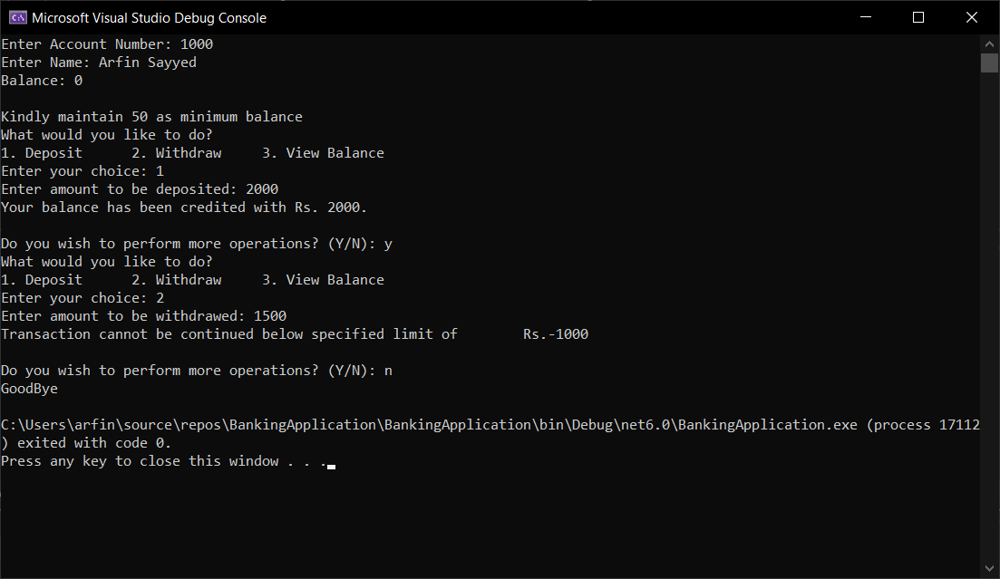 Microsoft Visual Studio Debug Console
Enter Account Number: 1000
Enter Name: Arfin Sayyed
Balance: 0
Kindly maintain 50 as minimum balance
What would you like to do?
1. Deposit      2. Withdraw     3. View Balance
Enter your choice: 1
Enter amount to be deposited: 2000
Your balance has been credited with Rs. 2000.
Do you wish to perform more operations? (Y/N): y
What would you like to do?
1. Deposit      2. Withdraw     3. View Balance
Enter your choice: 2
Enter amount to be withdrawed: 1500
Transaction cannot be continued below specified limit of        Rs.-1000
Do you wish to perform more operations? (Y/N): n
GoodBye
C:\Users\arfin\source\repos\BankingApplication\BankingApplication\bin\Debug\net6.0\BankingApplication.exe (process 17112
) exited with code 0.
Press any key to close this window . . .